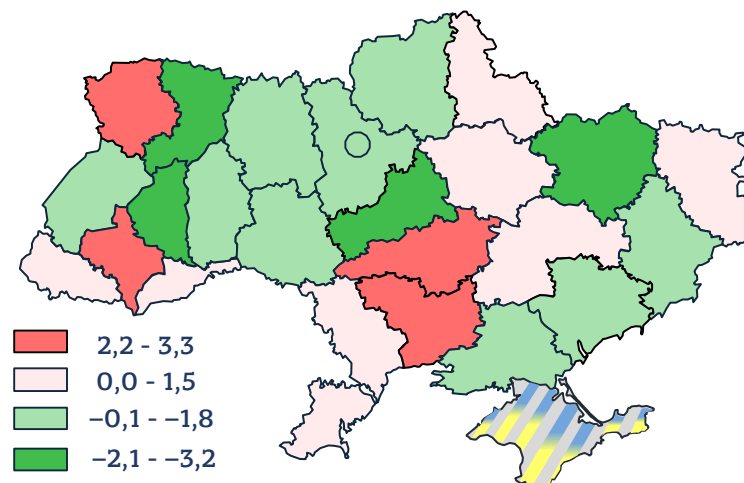 2,2 - 3,3
0,0 - 1,5
–0,1 - –1,8
–2,1 - –3,2